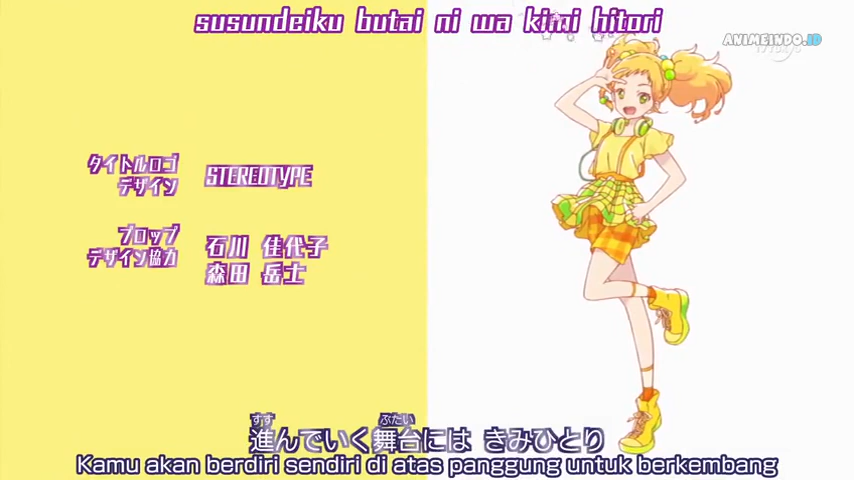 susundeiku butai ni wa kimi hitori
ANIMEINDO.ID
タイトルロゴ
デザイン
STEREOTYPE
プロップ
デザイン協力
石川 佳代子
森田 岳士
すす ぶたい
進んでいく舞台には きみひとり
Kamu akan berdiri sendiri di atas panggung untuk berkembang